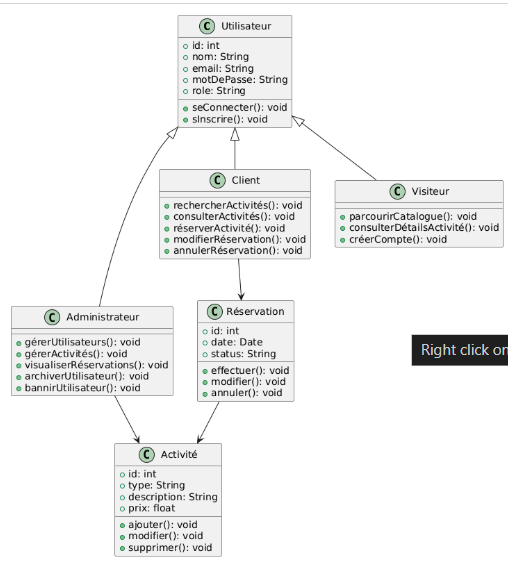 C Utilisateur
id: int
nom: String
email: String
motDePasse: String
role: String
seConnecter(): void
sInscrire(): void
C Client
rechercherActivités(): void
consulterActivités(): void
réserverActivité(): void
modifierRéservation(): void
annulerRéservation(): void
C Visiteur
parcourirCatalogue(): void
consulterDétailsActivité(): void
créerCompte(): void
C Administrateur
gérerUtilisateurs(): void
gérerActivités(): void
visualiserRéservations(): void
archiverUtilisateur(): void
bannirUtilisateur(): void
C Réservation
id: int
date: Date
status: String
effectuer(): void
modifier(): void
annuler(): void
Right click on
C Activité
id: int
type: String
description: String
prix: float
ajouter(): void
modifier(): void
supprimer(): void